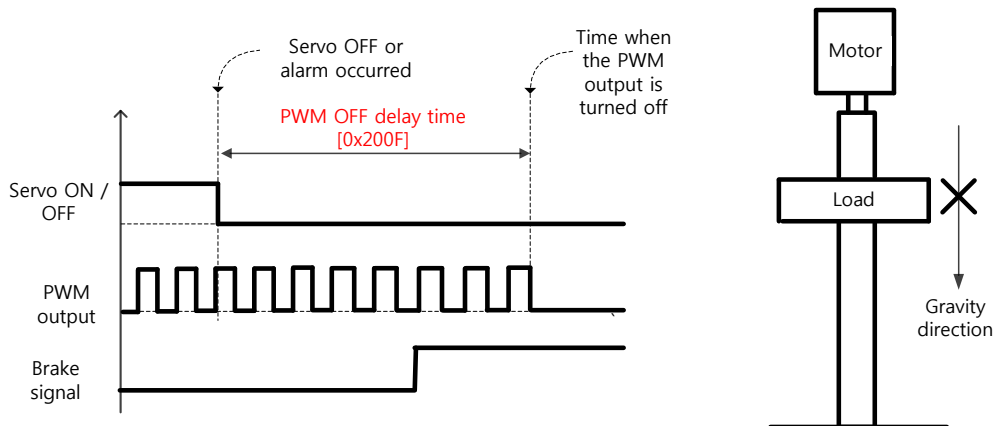 Servo OFF or
alarm occurred
Time when
the PWM
output is
turned off
PWM OFF delay time
[0x200F]
Servo ON /
OFF
PWM
output
Brake
signal
Motor
Load
Gravity
direction